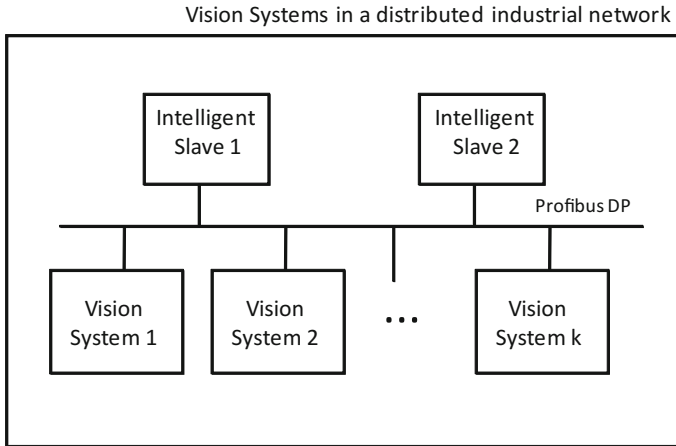 Vision Systems in a distributed industrial network
Intelligent
Slave 1
Intelligent
Slave 2
Profibus DP
Vision
System 1
Vision
System 2
...
Vision
System k